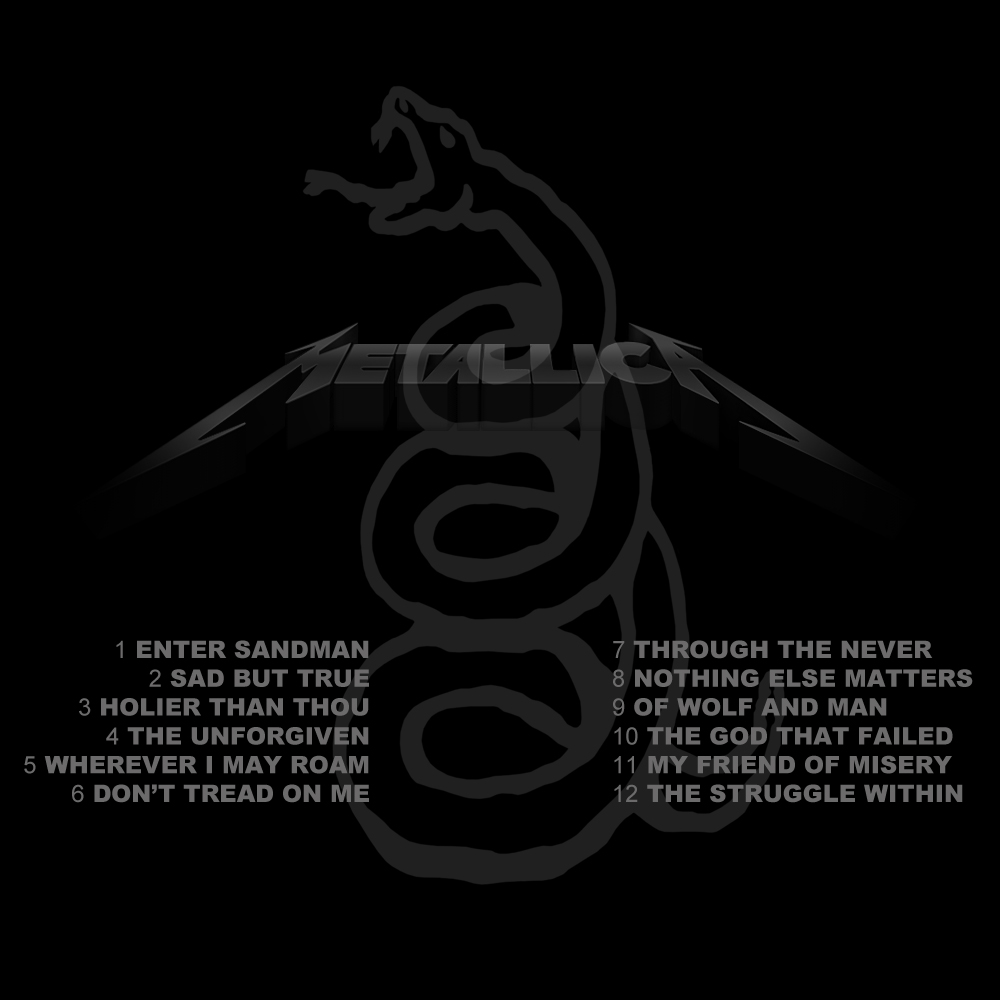 METALLICA
1 ENTER SANDMAN
2 SAD BUT TRUE
3 HOLIER THAN THOU
4 THE UNFORGIVEN
5 WHEREVER I MAY ROAM
6 DON’T TREAD ON ME
7 THROUGH THE NEVER
8 NOTHING ELSE MATTERS
9 OF WOLF AND MAN
10 THE GOD THAT FAILED
11 MY FRIEND OF MISERY
12 THE STRUGGLE WITHIN